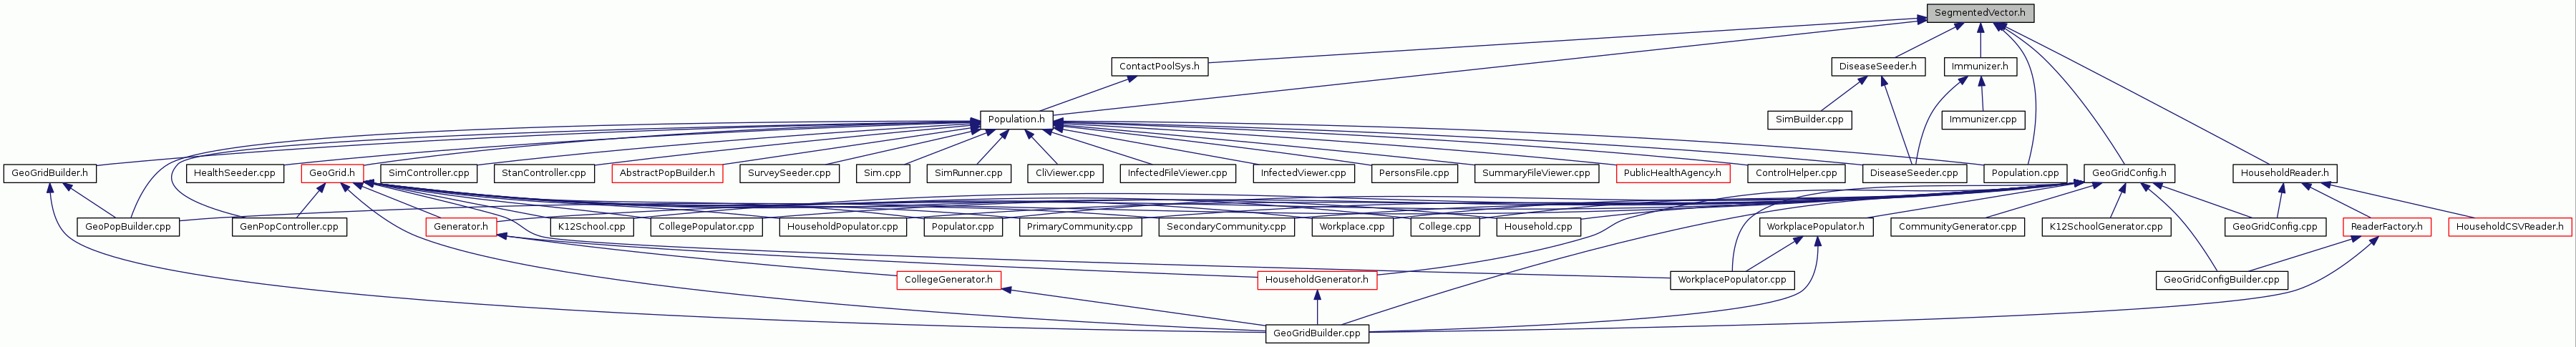 SegmentedVector.h
ContactPoolSys.h
DiseaseSeeder.h
Immunizer.h
Population.h
SimBuilder.cpp
Immunizer.cpp
GeoGridBuilder.h
HealthSeeder.cpp
GeoGrid.h
SimController.cpp
StanController.cpp
AbstractPopBuilder.h
SurveySeeder.cpp
Sim.cpp
SimRunner.cpp
CliViewer.cpp
InfectedFileViewer.cpp
InfectedViewer.cpp
PersonsFile.cpp
SummaryFileViewer.cpp
PublicHealthAgency.h
ControlHelper.cpp
DiseaseSeeder.cpp
Population.cpp
GeoGridConfig.h
HouseholdReader.h
GeoPopBuilder.cpp
GenPopController.cpp
Generator.h
K12School.cpp
CollegePopulator.cpp
HouseholdPopulator.cpp
Populator.cpp
PrimaryCommunity.cpp
SecondaryCommunity.cpp
Workplace.cpp
College.cpp
Household.cpp
WorkplacePopulator.h
CommunityGenerator.cpp
K12SchoolGenerator.cpp
GeoGridConfig.cpp
ReaderFactory.h
HouseholdCSVReader.h
CollegeGenerator.h
HouseholdGenerator.h
WorkplacePopulator.cpp
GeoGridConfigBuilder.cpp
GeoGridBuilder.cpp